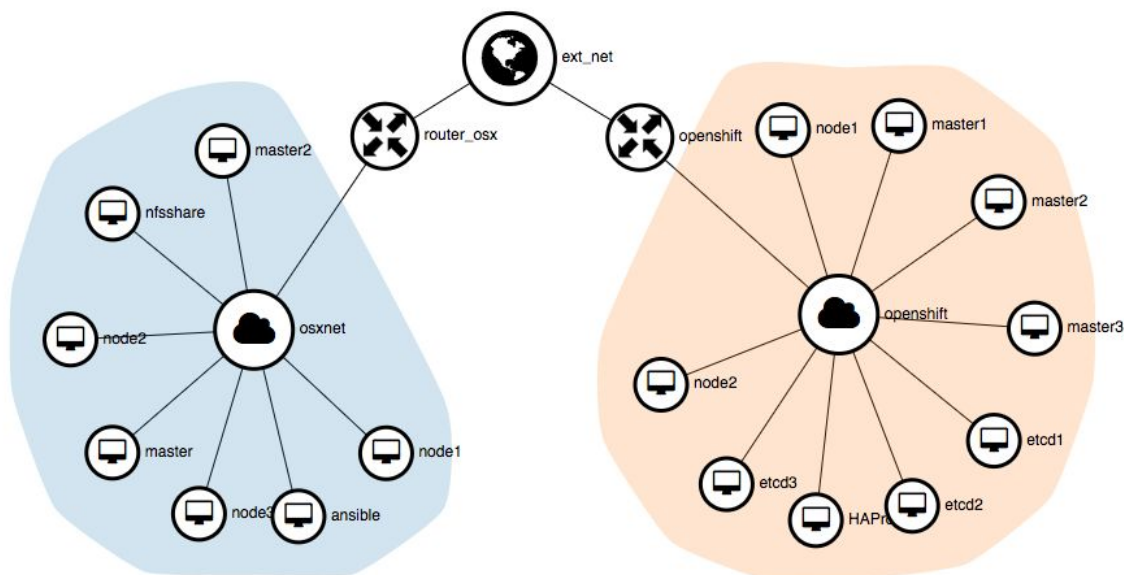 ext_net
router_osx
openshift
node1
master1
master2
nfsshare
master2
osxnet
openshift
node2
master3
node2
master
node1
etcd1
node3
ansible
etcd3
HAPro
etcd2